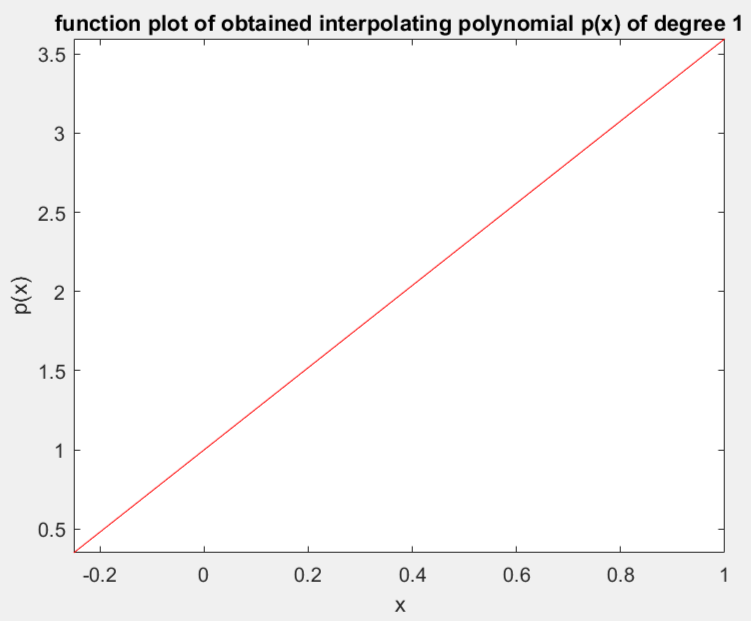 function plot of obtained interpolating polynomial p(x) of degree 1
3.5
3
2.5
2
1.5
1
0.5
p(x)
-0.2 0 0.2 0.4 0.6 0.8 1
x